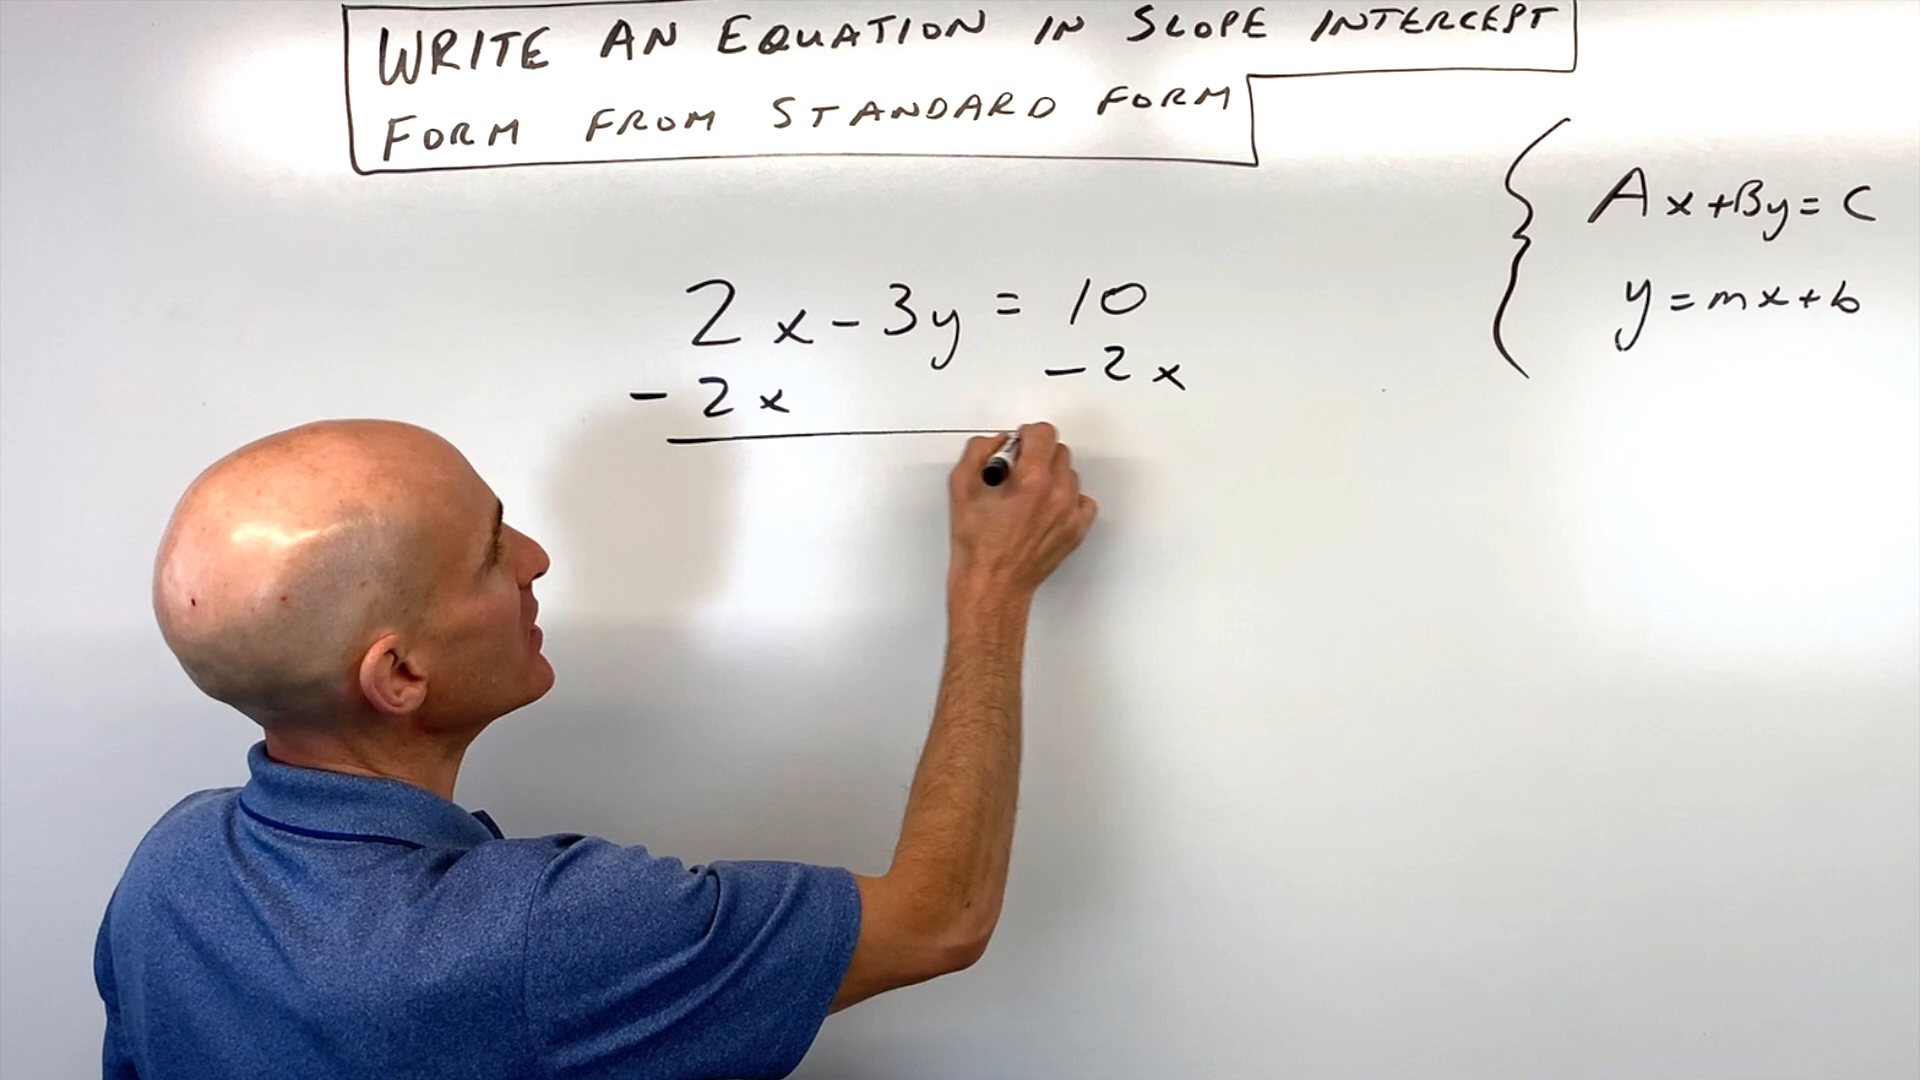 WRITE AN EQUATION IN SLOPE INTERCEPT
FORM FROM STANDARD FORM
Ax+By=C
y=mx+b
2x-3y=10
-2x -2x